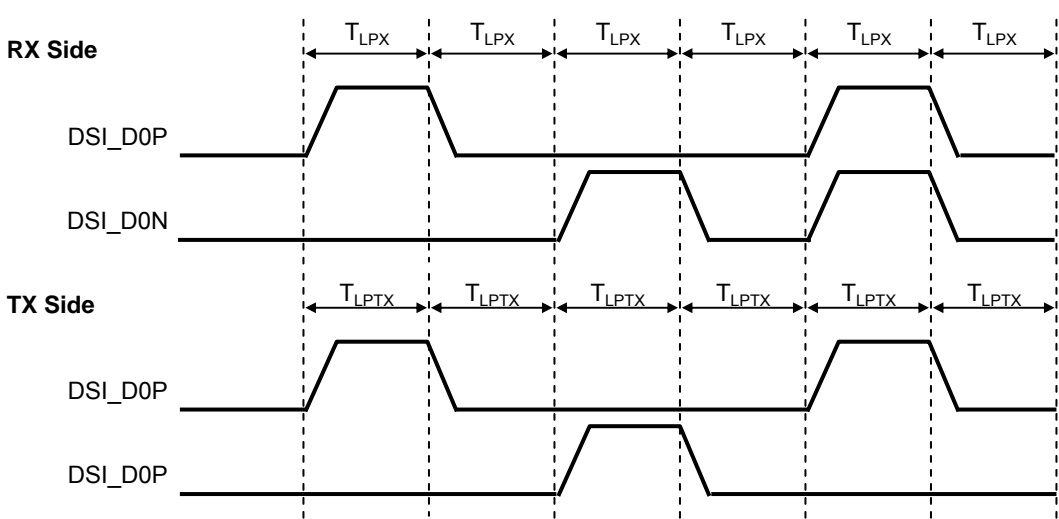 RX Side
T_LPX T_LPX T_LPX T_LPX T_LPX T_LPX
DSI_D0P
DSI_D0N
TX Side
T_LPTX T_LPTX T_LPTX T_LPTX T_LPTX T_LPTX
DSI_D0P
DSI_D0P